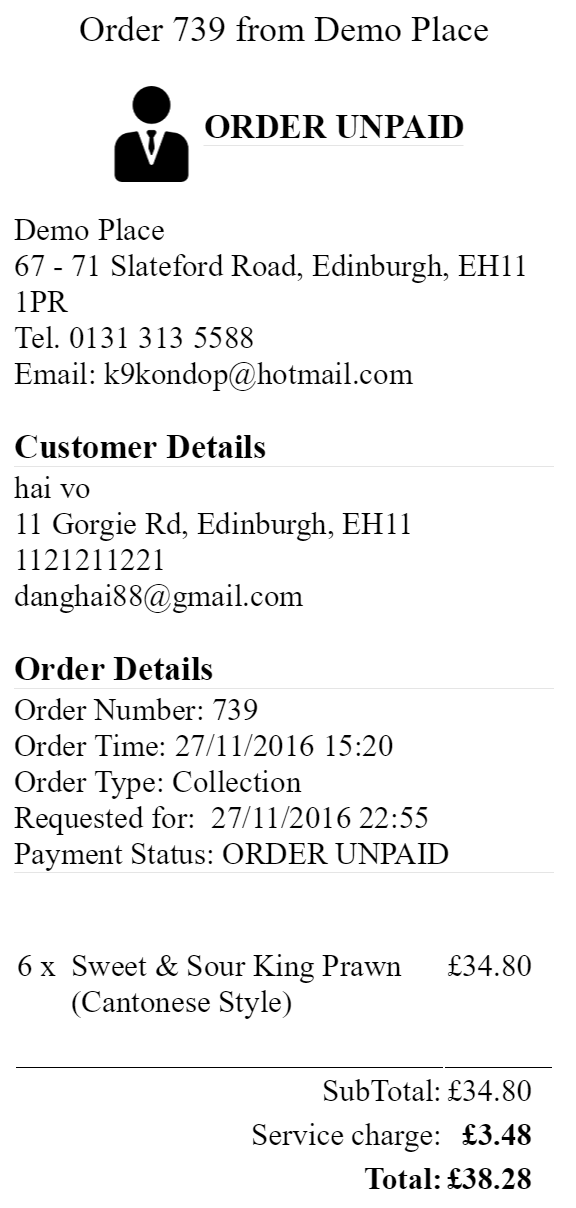 Order 739 from Demo Place
ORDER UNPAID
Demo Place
67 - 71 Slateford Road, Edinburgh, EH11
1PR
Tel. 0131 313 5588
Email: k9kondop@hotmail.com
Customer Details
hai vo
11 Gorgie Rd, Edinburgh, EH11
1121211221
danghai88@gmail.com
Order Details
Order Number: 739
Order Time: 27/11/2016 15:20
Order Type: Collection
Requested for: 27/11/2016 22:55
Payment Status: ORDER UNPAID
6 x Sweet & Sour King Prawn £34.80
(Cantonese Style)
SubTotal: £34.80
Service charge: £3.48
Total: £38.28